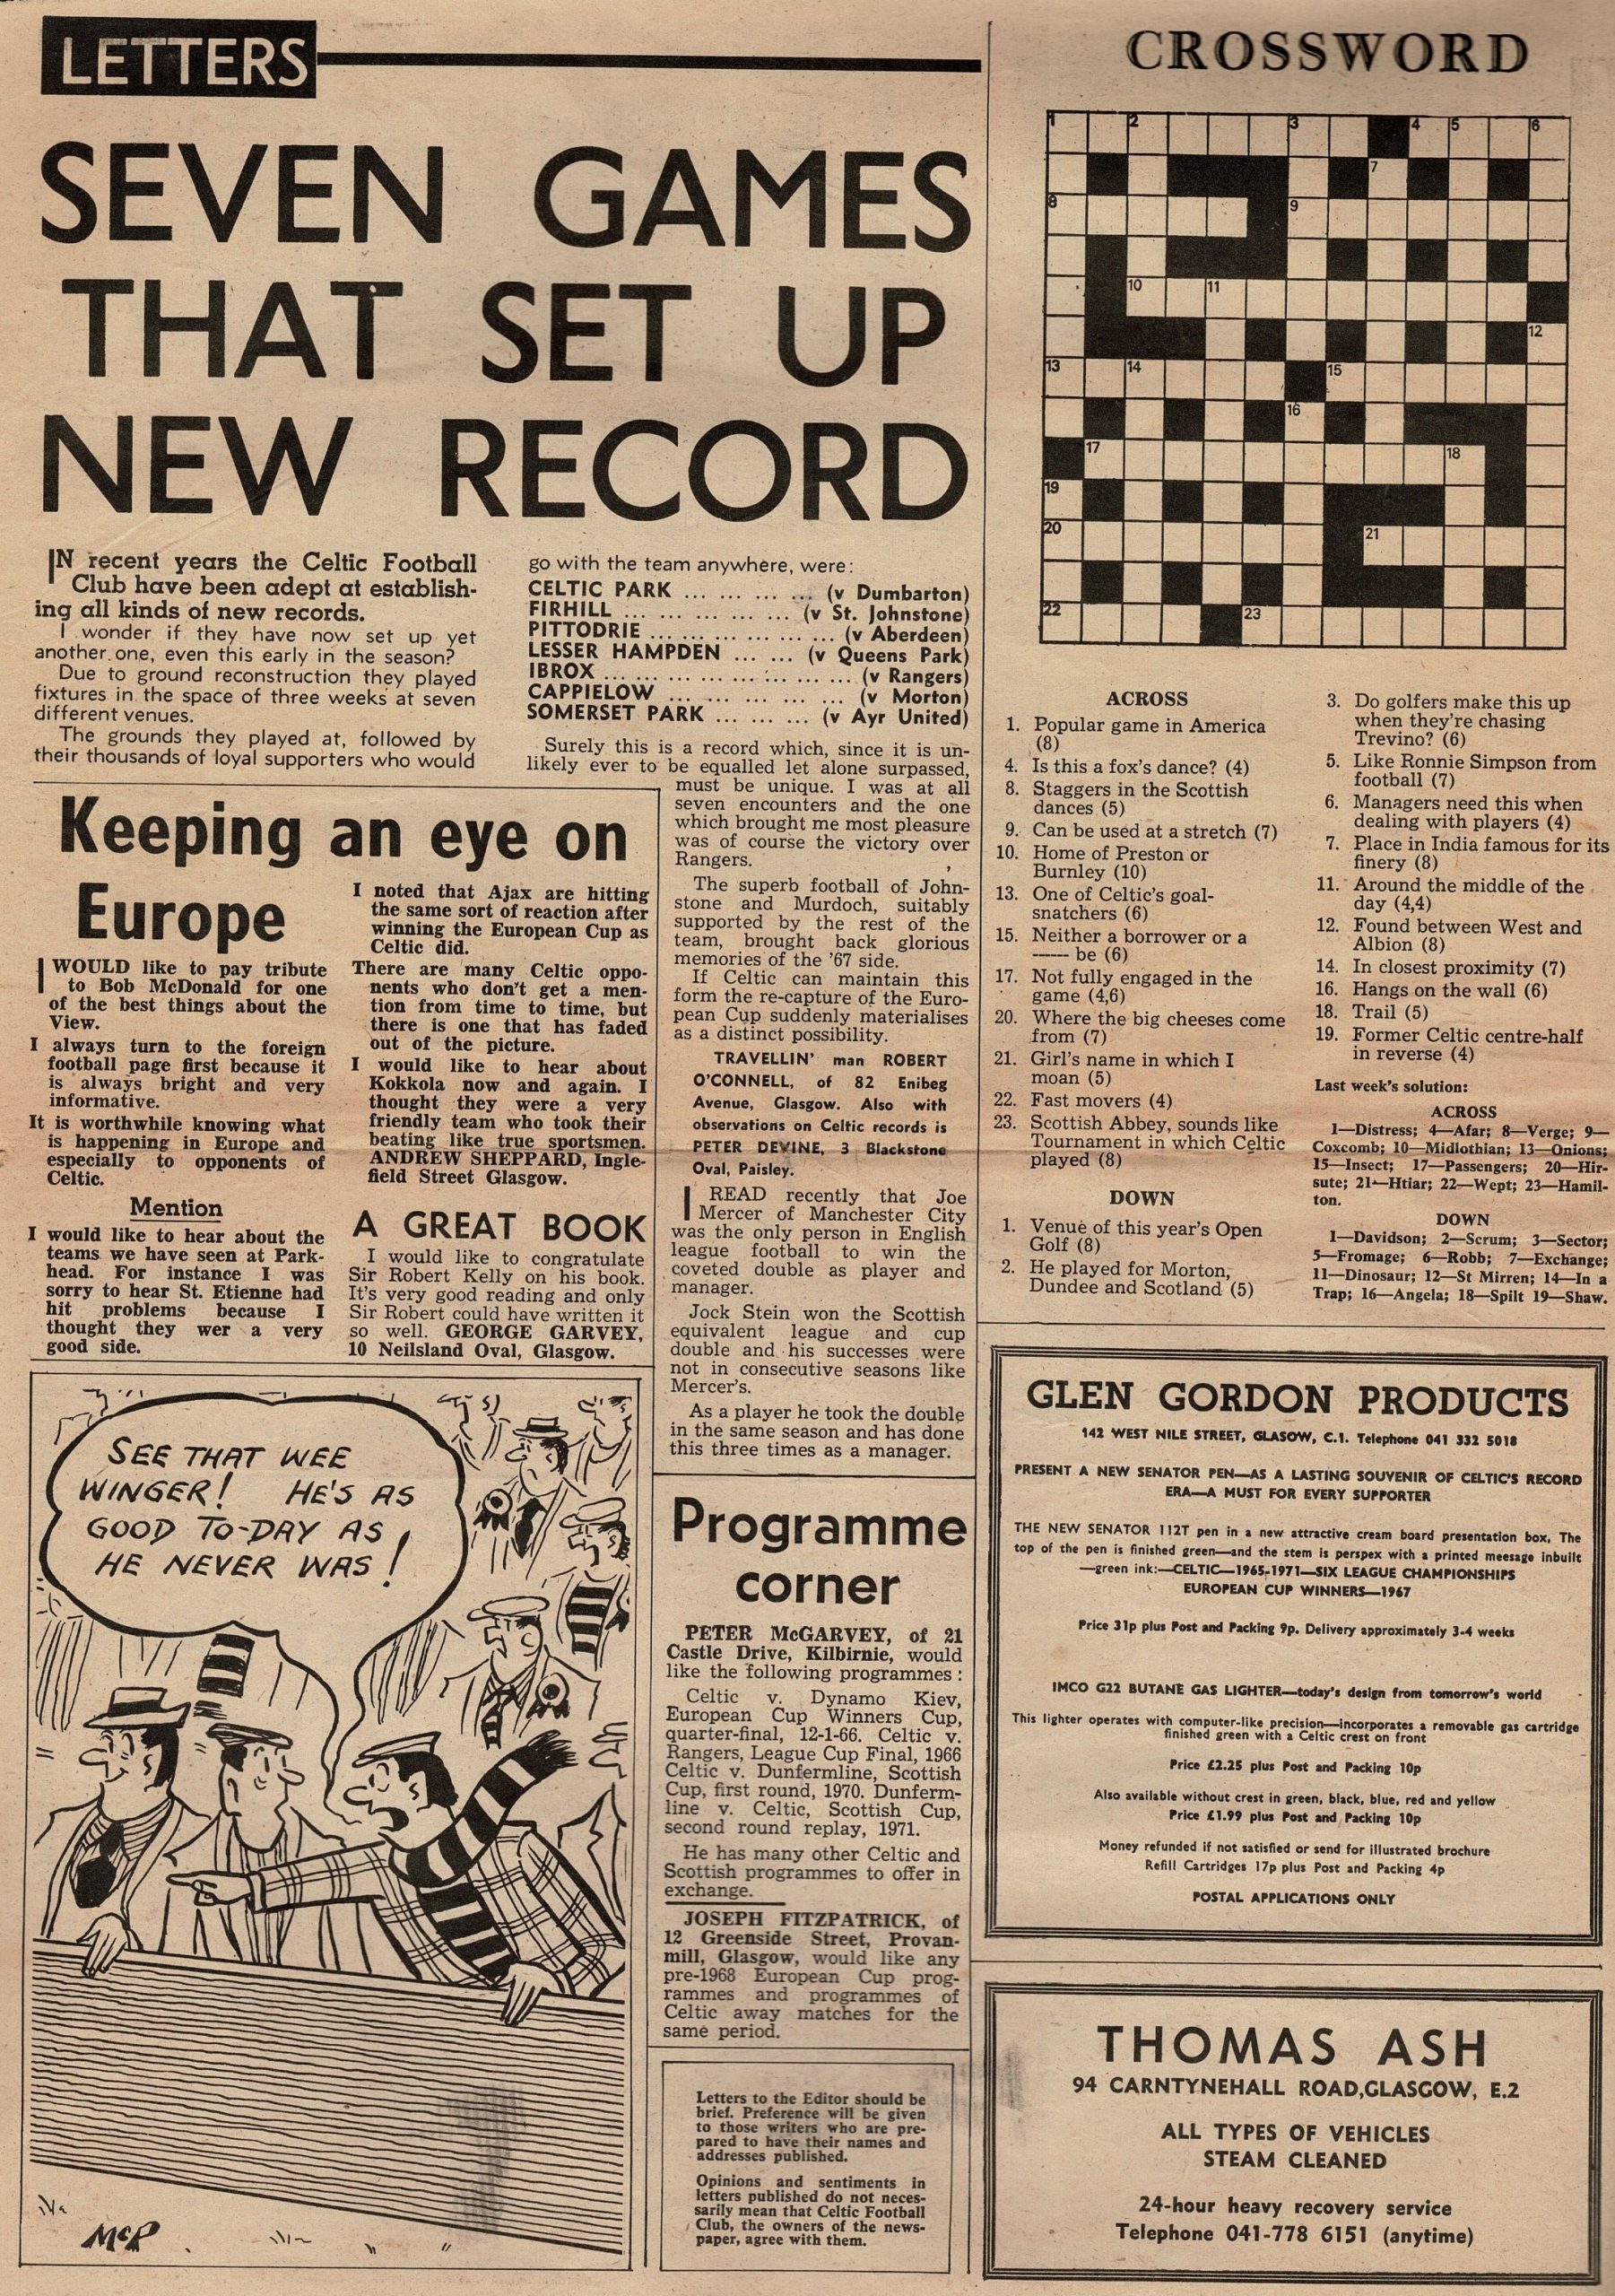 LETTERS
SEVEN GAMES
THAT SET UP
NEW RECORD
IN recent years the Celtic Football
Club have been adept at establish-
ing all kinds of new records.
I wonder if they have now set up yet
another one, even this early in the season?
Due to ground reconstruction they played
fixtures in the space of three weeks at seven
different venues.
The grounds they played at, followed by
their thousands of loyal supporters who would
go with the team anywhere, were:
CELTIC PARK ... ... ... ... (v Dumbarton)
FIRHILL ... ... ... ... ... (v St. Johnstone)
PITTODRIE ... ... ... ... ... ... (v Aberdeen)
LESSER HAMPDEN ... ... (v Queens Park)
IBROX ... ... ... ... ... ... ... ... (v Rangers)
CAPPIELOW ... ... ... ... ... (v Morton)
SOMERSET PARK ... ... ... (v Ayr United)
Surely this is a record which, since it is un-
likely ever to be equalled let alone surpassed,
must be unique. I was at all
seven encounters and the one
which brought me most pleasure
was of course the victory over
Rangers.
The superb football of John-
stone and Murdoch, suitably
supported by the rest of the
team, brought back glorious
memories of the '67 side.
If Celtic can maintain this
form the re-capture of the Euro-
pean Cup suddenly materialises
as a distinct possibility.
TRAVELLIN' man ROBERT
O'CONNELL, of 82 Enibeg
Avenue, Glasgow. Also with
observations on Celtic records is
PETER DEVINE, 3 Blackstone
Oval, Paisley.
I READ recently that Joe
Mercer of Manchester City
was the only person in English
league football to win the
coveted double as player and
manager.
Jock Stein won the Scottish
equivalent league and cup
double and his successes were
not in consecutive seasons like
Mercer's.
As a player he took the double
in the same season and has done
this three times as a manager.
Keeping an eye on
Europe
I WOULD like to pay tribute
to Bob McDonald for one
of the best things about the
View.
I always turn to the foreign
football page first because it
is always bright and very
informative.
It is worthwhile knowing what
is happening in Europe and
especially to opponents of
Celtic.
Mention
I would like to hear about the
teams we have seen at Park-
head. For instance I was
sorry to hear St. Etienne had
hit problems because I
thought they wer a very
good side.
I noted that Ajax are hitting
the same sort of reaction after
winning the European Cup as
Celtic did.
There are many Celtic oppo-
nents who don't get a men-
tion from time to time, but
there is one that has faded
out of the picture.
I would like to hear about
Kokkola now and again. I
thought they were a very
friendly team who took their
beating like true sportsmen.
ANDREW SHEPPARD, Ingle-
field Street Glasgow.
A GREAT BOOK
I would like to congratulate
Sir Robert Kelly on his book.
It's very good reading and only
Sir Robert could have written it
so well. GEORGE GARVEY,
10 Neilsland Oval, Glasgow.
SEE THAT WEE
WINGER! HE'S AS
GOOD TO-DAY AS
HE NEVER WAS!
McP
Programme
corner
PETER McGARVEY, of 21
Castle Drive, Kilbirnie, would
like the following programmes:
Celtic v. Dynamo Kiev,
European Cup Winners Cup,
quarter-final, 12-1-66. Celtic v.
Rangers, League Cup Final, 1966
Celtic v. Dunfermline, Scottish
Cup, first round, 1970. Dunferm-
line v. Celtic, Scottish Cup,
second round replay, 1971.
He has many other Celtic and
Scottish programmes to offer in
exchange.
JOSEPH FITZPATRICK, of
12 Greenside Street, Provan-
mill, Glasgow, would like any
pre-1968 European Cup prog-
rammes and programmes of
Celtic away matches for the
same period.
Letters to the Editor should be
brief. Preference will be given
to those writers who are pre-
pared to have their names and
addresses published.
Opinions and sentiments in
letters published do not neces-
sarily mean that Celtic Football
Club, the owners of the news-
paper, agree with them.
CROSSWORD
1 2 3 4 5 6
7
8 9
10 11
12
13 14 15
16
17 18
19
20 21
22 23
ACROSS
1. Popular game in America
(8)
4. Is this a fox's dance? (4)
8. Staggers in the Scottish
dances (5)
9. Can be used at a stretch (7)
10. Home of Preston or
Burnley (10)
13. One of Celtic's goal-
snatchers (6)
15. Neither a borrower or a
------ be (6)
17. Not fully engaged in the
game (4,6)
20. Where the big cheeses come
from (7)
21. Girl's name in which I
moan (5)
22. Fast movers (4)
23. Scottish Abbey, sounds like
Tournament in which Celtic
played (8)
DOWN
1. Venue of this year's Open
Golf (8)
2. He played for Morton,
Dundee and Scotland (5)
3. Do golfers make this up
when they're chasing
Trevino? (6)
5. Like Ronnie Simpson from
football (7)
6. Managers need this when
dealing with players (4)
7. Place in India famous for its
finery (8)
11. Around the middle of the
day (4,4)
12. Found between West and
Albion (8)
14. In closest proximity (7)
16. Hangs on the wall (6)
18. Trail (5)
19. Former Celtic centre-half
in reverse (4)
Last week's solution:
ACROSS
1—Distress; 4—Afar; 8—Verge; 9—
Coxcomb; 10—Midlothian; 13—Onions;
15—Insect; 17—Passengers; 20—Hir-
sute; 21—Htiar; 22—Wept; 23—Hamil-
ton.
DOWN
1—Davidson; 2—Scrum; 3—Sector;
5—Fromage; 6—Robb; 7—Exchange;
11—Dinosaur; 12—St Mirren; 14—In a
Trap; 16—Angela; 18—Spilt 19—Shaw.
GLEN GORDON PRODUCTS
142 WEST NILE STREET, GLASOW, C.1. Telephone 041 332 5018
PRESENT A NEW SENATOR PEN—AS A LASTING SOUVENIR OF CELTIC'S RECORD
ERA—A MUST FOR EVERY SUPPORTER
THE NEW SENATOR 112T pen in a new attractive cream board presentation box, The
top of the pen is finished green—and the stem is perspex with a printed meesage inbuilt
—green ink:—CELTIC—1965-1971—SIX LEAGUE CHAMPIONSHIPS
EUROPEAN CUP WINNERS—1967
Price 31p plus Post and Packing 9p. Delivery approximately 3-4 weeks
IMCO G22 BUTANE GAS LIGHTER—today's design from tomorrow's world
This lighter operates with computer-like precision—incorporates a removable gas cartridge
finished green with a Celtic crest on front
Price £2.25 plus Post and Packing 10p
Also available without crest in green, black, blue, red and yellow
Price £1.99 plus Post and Packing 10p
Money refunded if not satisfied or send for illustrated brochure
Refill Cartridges 17p plus Post and Packing 4p
POSTAL APPLICATIONS ONLY
THOMAS ASH
94 CARNTYNEHALL ROAD,GLASGOW, E.2
ALL TYPES OF VEHICLES
STEAM CLEANED
24-hour heavy recovery service
Telephone 041-778 6151 (anytime)